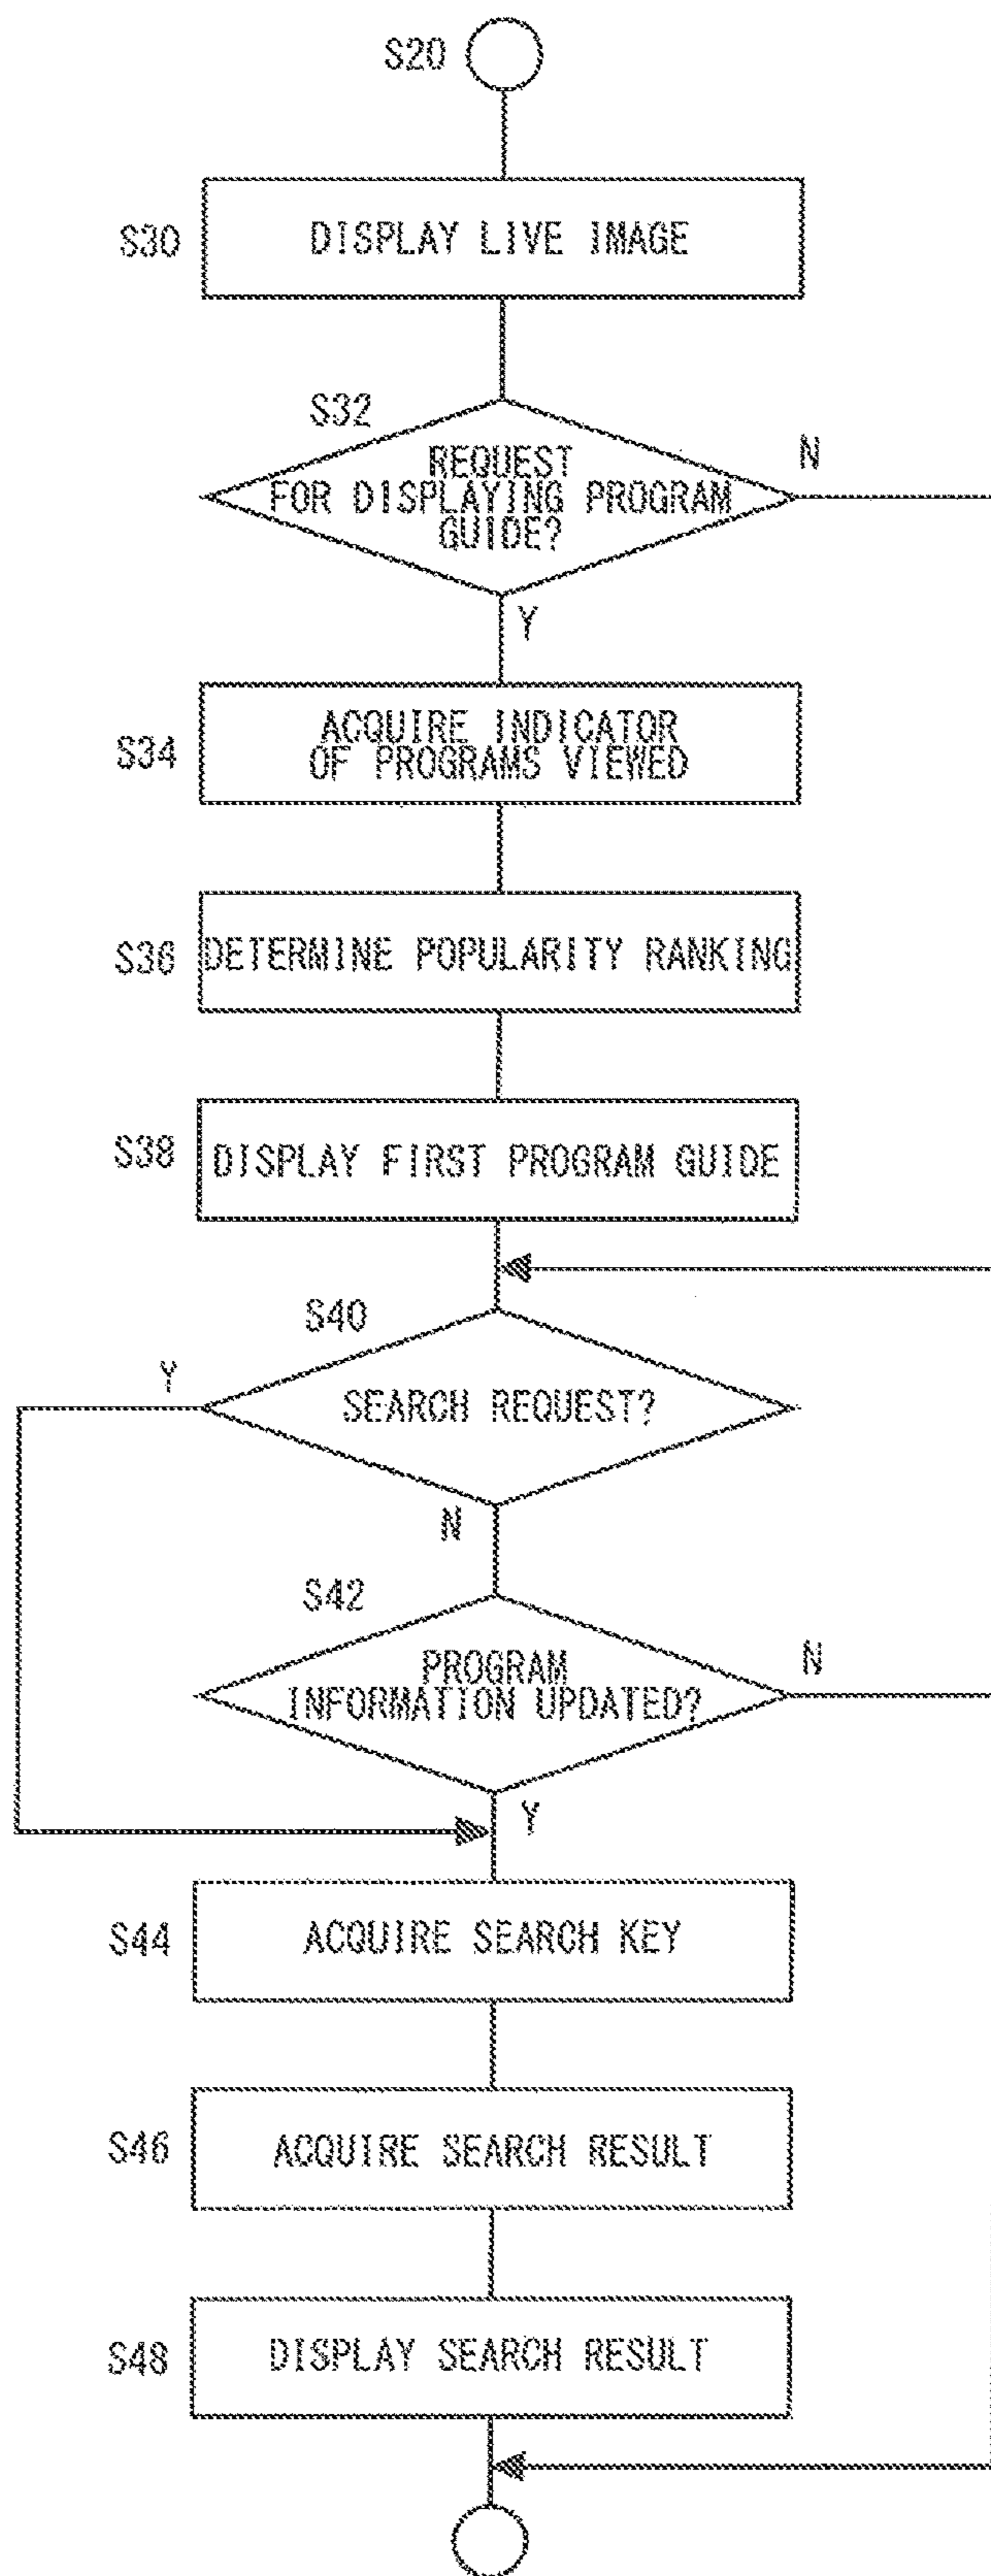 S20
S30
DISPLAY LIVE IMAGE
S32
REQUEST
FOR DISPLAYING PROGRAM
GUIDE?
N
Y
S34
ACQUIRE INDICATOR
OF PROGRAMS VIEWED
S36
DETERMINE POPULARITY RANKING
S38
DISPLAY FIRST PROGRAM GUIDE
S40
Y
SEARCH REQUEST?
N
S42
PROGRAM
INFORMATION UPDATED?
N
Y
S44
ACQUIRE SEARCH KEY
S46
ACQUIRE SEARCH RESULT
S48
DISPLAY SEARCH RESULT